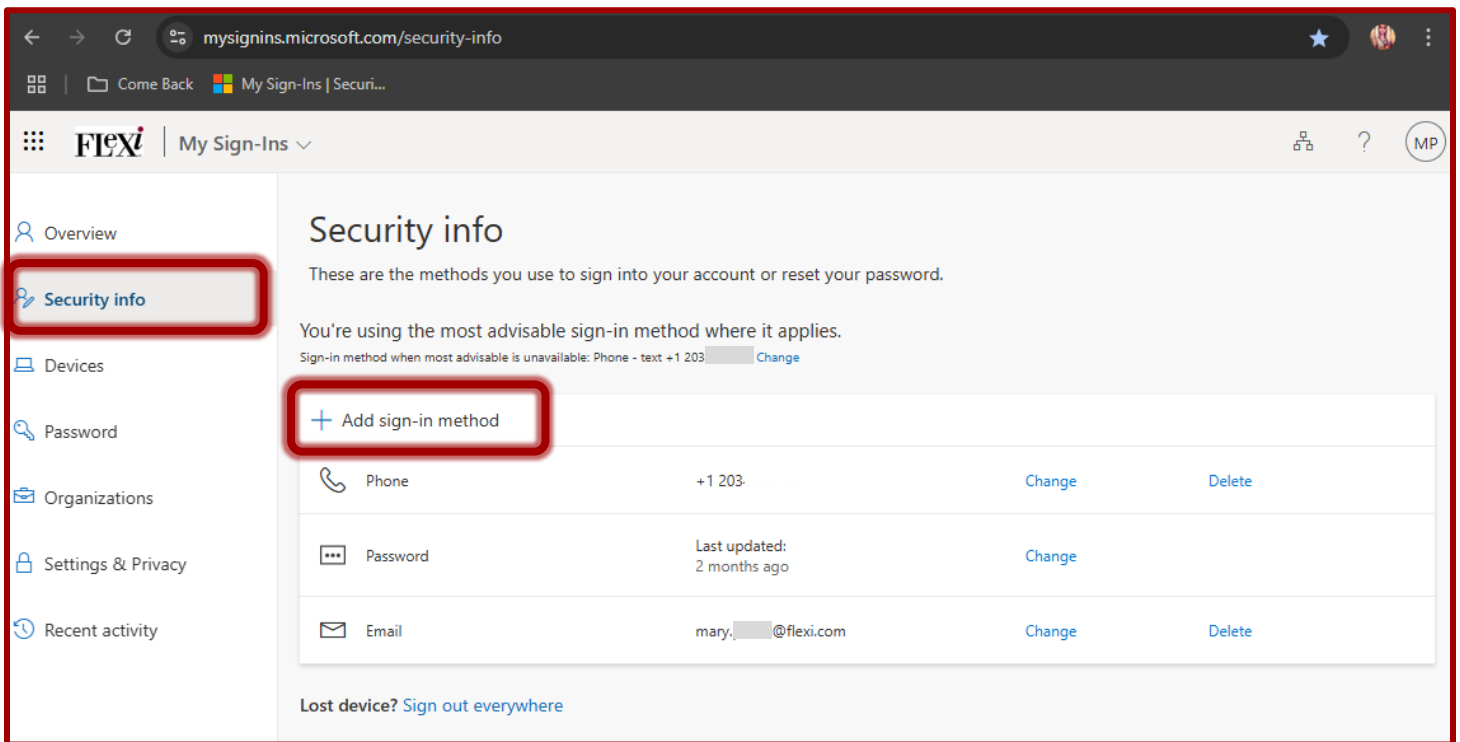 mysignins.microsoft.com/security-info
Come Back My Sign-Ins | Securi...
FLexi My Sign-Ins ? MP
Overview
Security info
Devices
Password
Organizations
Settings & Privacy
Recent activity
Security info
These are the methods you use to sign into your account or reset your password.
You're using the most advisable sign-in method where it applies.
Sign-in method when most advisable is unavailable: Phone - text +1 203 Change
+ Add sign-in method
Phone +1 203 Change Delete
Password Last updated:
2 months ago Change
Email mary. @flexi.com Change Delete
Lost device? Sign out everywhere